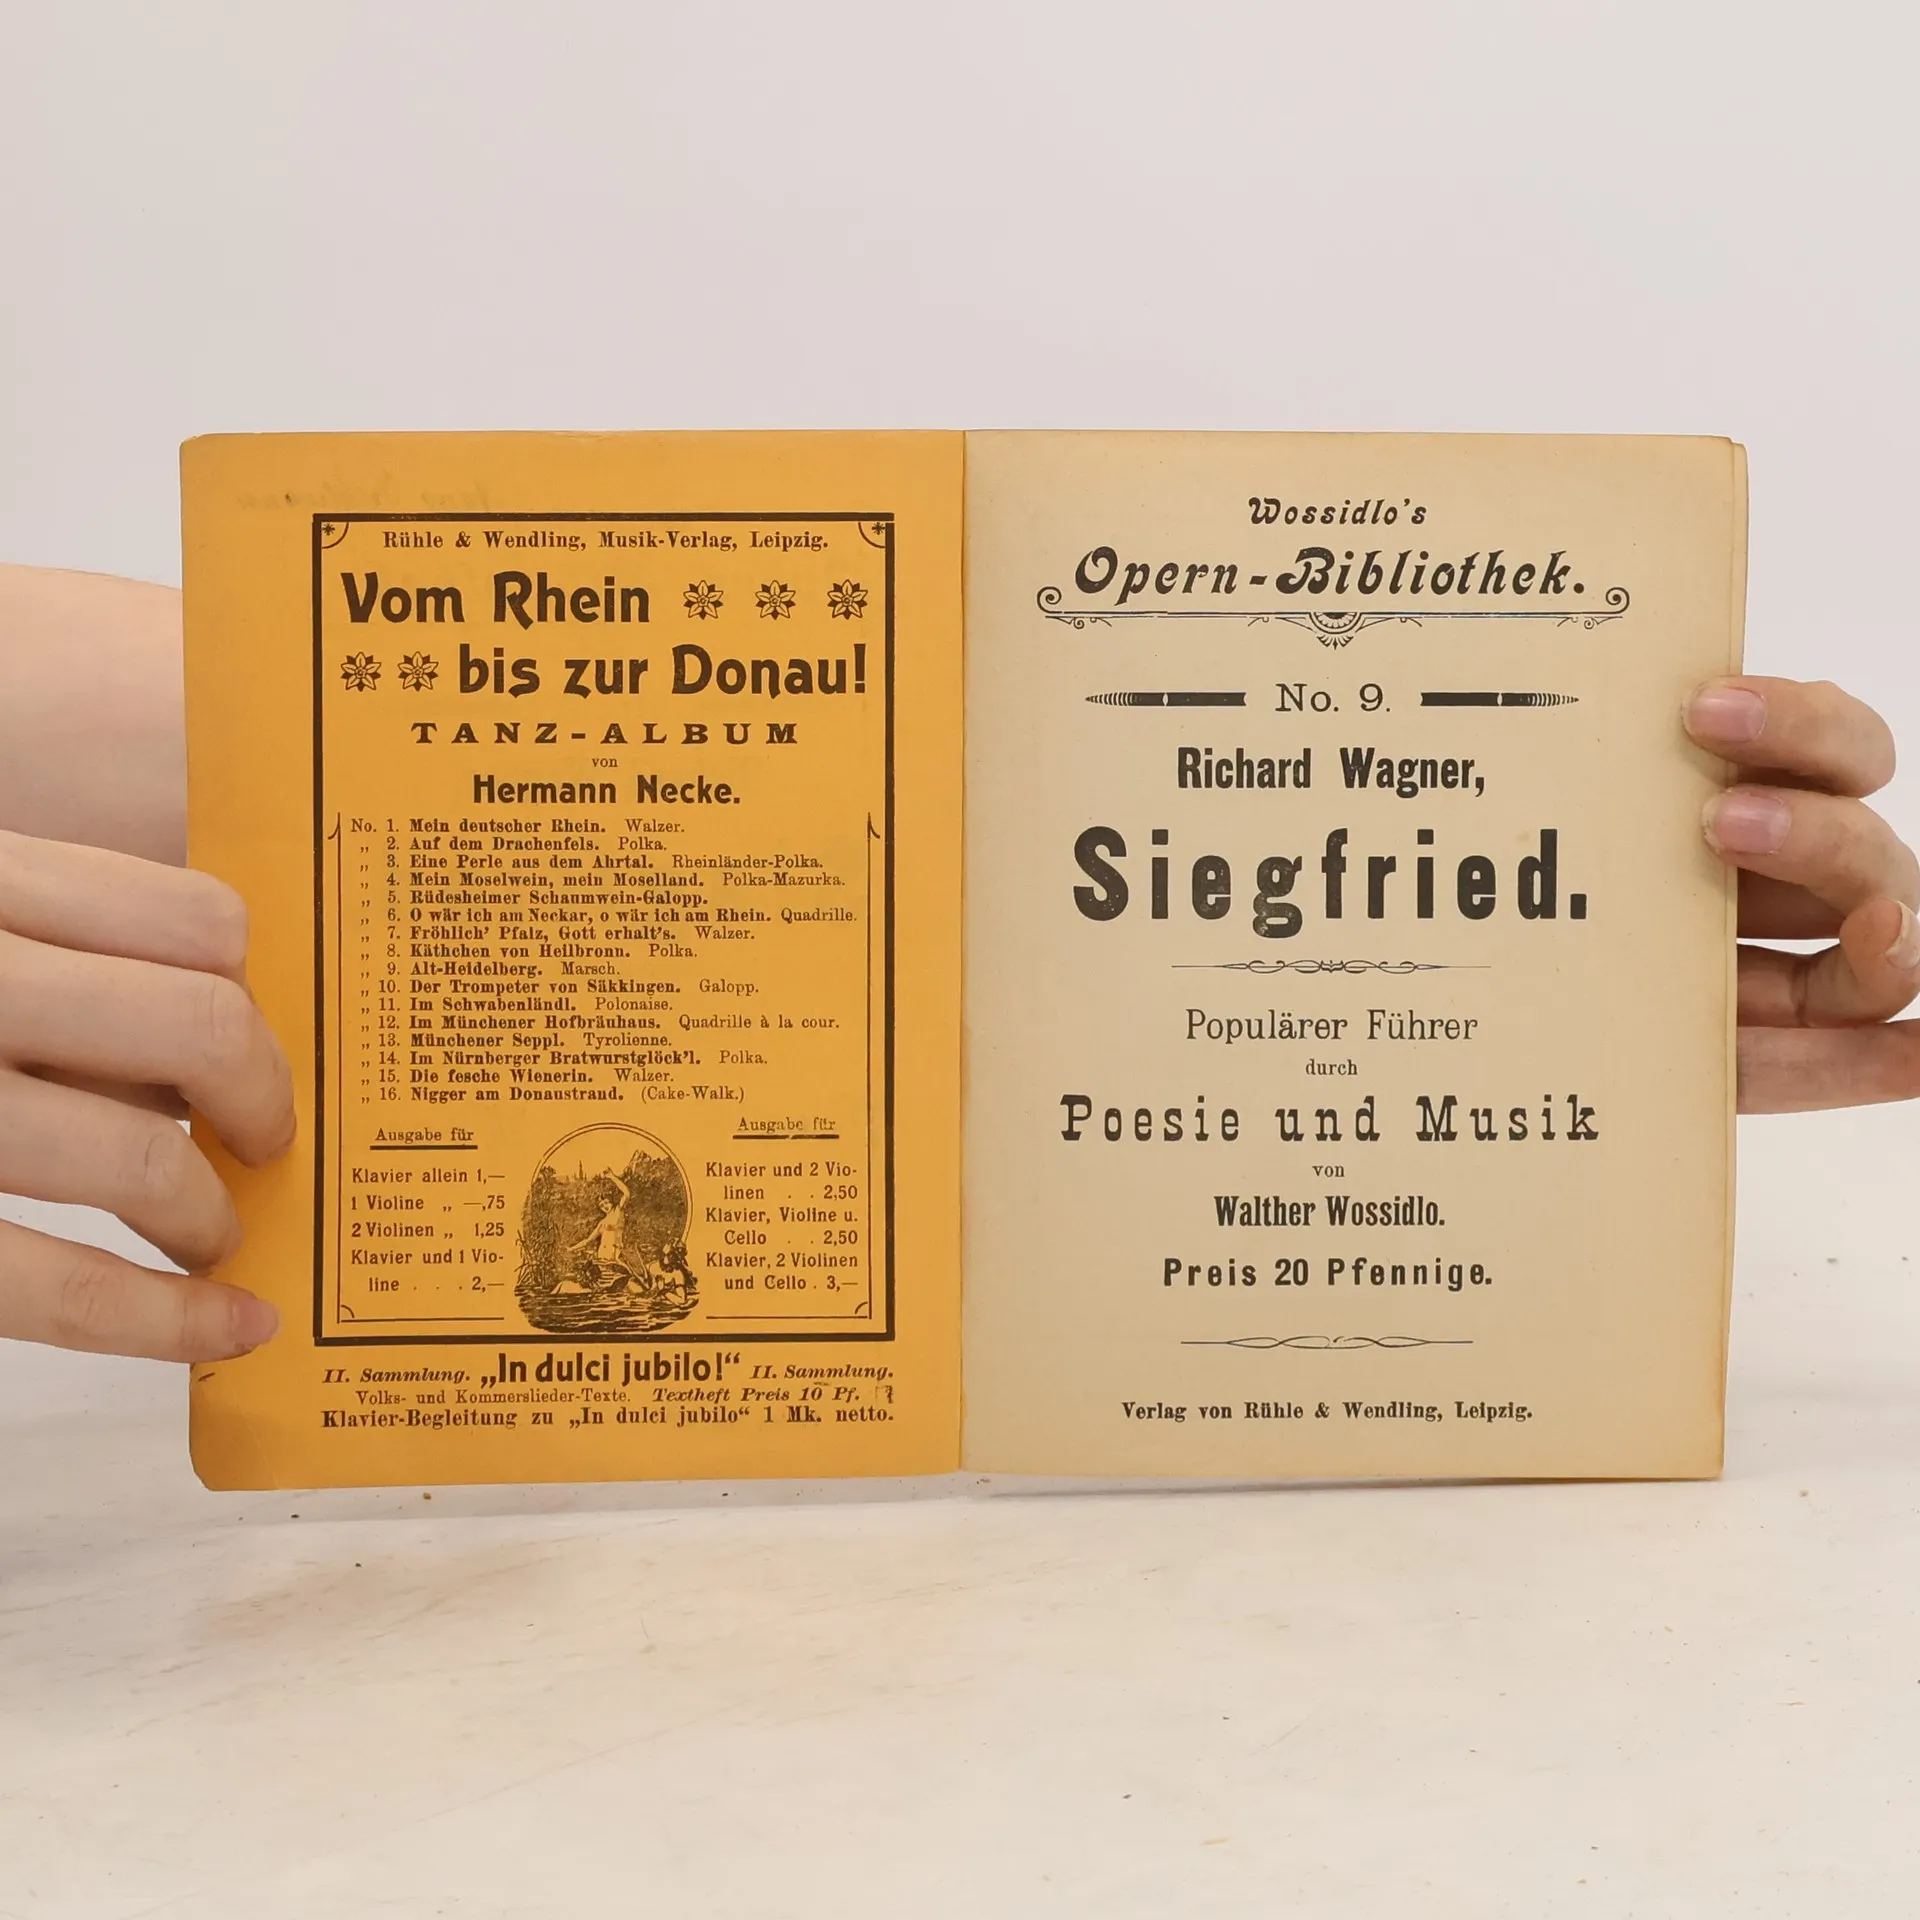 Rühle & Wendling, Musik-Verlag, Leipzig.
Vom Rhein
bis zur Donau!
TANZ-ALBUM
von
Hermann Necke.
No. 1. Mein deutscher Rhein. Walzer.
„ 2. Auf dem Drachenfels. Polka.
„ 3. Eine Perle aus dem Ahrtal. Rheinländer-Polka.
„ 4. Mein Moselwein, mein Moselland. Polka-Mazurka.
„ 5. Rüdesheimer Schaumwein-Galopp.
„ 6. O wär ich am Neckar, o wär ich am Rhein. Quadrille.
„ 7. Fröhlich' Pfalz, Gott erhalt's. Walzer.
„ 8. Käthchen von Heilbronn. Polka.
„ 9. Alt-Heidelberg. Marsch.
„ 10. Der Trompeter von Säkkingen. Galopp.
„ 11. Im Schwabenländl. Polonaise.
„ 12. Im Münchener Hofbräuhaus. Quadrille à la cour.
„ 13. Münchener Seppl. Tyrolienne.
„ 14. Im Nürnberger Bratwurstglöck'l. Polka.
„ 15. Die fesche Wienerin. Walzer.
„ 16. Nigger am Donaustrand. (Cake-Walk.)
Ausgabe für
Klavier allein 1,—
1 Violine „ —,75
2 Violinen „ 1,25
Klavier und 1 Vio-
line . . . 2,—
Ausgabe für
Klavier und 2 Vio-
linen . . 2,50
Klavier, Violine u.
Cello . . 2,50
Klavier, 2 Violinen
und Cello . 3,—
II. Sammlung. „In dulci jubilo!“ II. Sammlung.
Volks- und Kommerslieder-Texte. Textheft Preis 10 Pf.
Klavier-Begleitung zu „In dulci jubilo“ 1 Mk. netto.
Wossidlo's
Opern-Bibliothek.
No. 9.
Richard Wagner,
Siegfried.
Populärer Führer
durch
Poesie und Musik
von
Walther Wossidlo.
Preis 20 Pfennige.
Verlag von Rühle & Wendling, Leipzig.